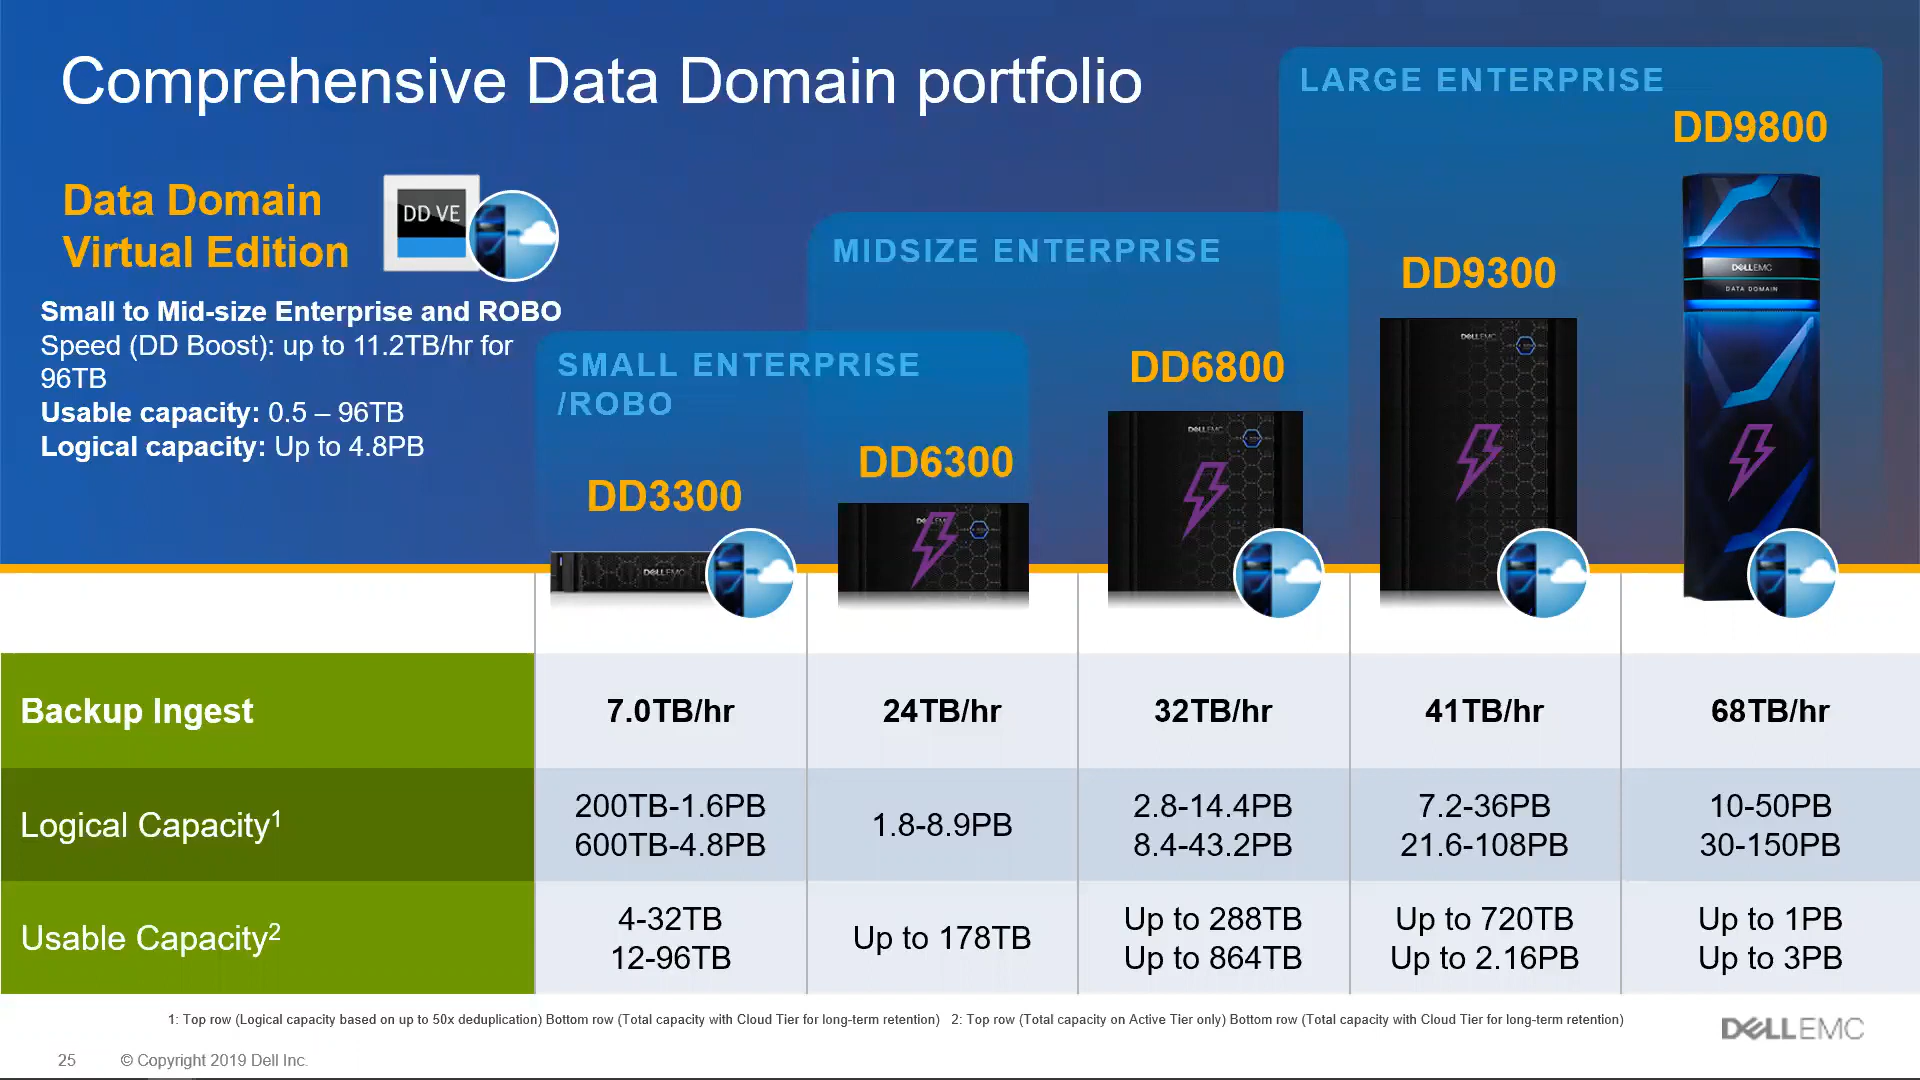 Comprehensive Data Domain portfolio
LARGE ENTERPRISE
DD9800
Data Domain
Virtual Edition
DD VE
Small to Mid-size Enterprise and ROBO
Speed (DD Boost): up to 11.2TB/hr for
96TB
Usable capacity: 0.5 – 96TB
Logical capacity: Up to 4.8PB
MIDSIZE ENTERPRISE
DD9300
SMALL ENTERPRISE
/ROBO
DD6800
DD6300
DD3300
DELLEMC
DATA DOMAIN
DELLEMC
DELLEMC
DELLEMC
DELLEMC
Backup Ingest 7.0TB/hr 24TB/hr 32TB/hr 41TB/hr 68TB/hr
Logical Capacity1
200TB-1.6PB
600TB-4.8PB
1.8-8.9PB
2.8-14.4PB
8.4-43.2PB
7.2-36PB
21.6-108PB
10-50PB
30-150PB
Usable Capacity2
4-32TB
12-96TB
Up to 178TB
Up to 288TB
Up to 864TB
Up to 720TB
Up to 2.16PB
Up to 1PB
Up to 3PB
1: Top row (Logical capacity based on up to 50x deduplication) Bottom row (Total capacity with Cloud Tier for long-term retention) 2: Top row (Total capacity on Active Tier only) Bottom row (Total capacity with Cloud Tier for long-term retention)
DELLEMC
25 © Copyright 2019 Dell Inc.